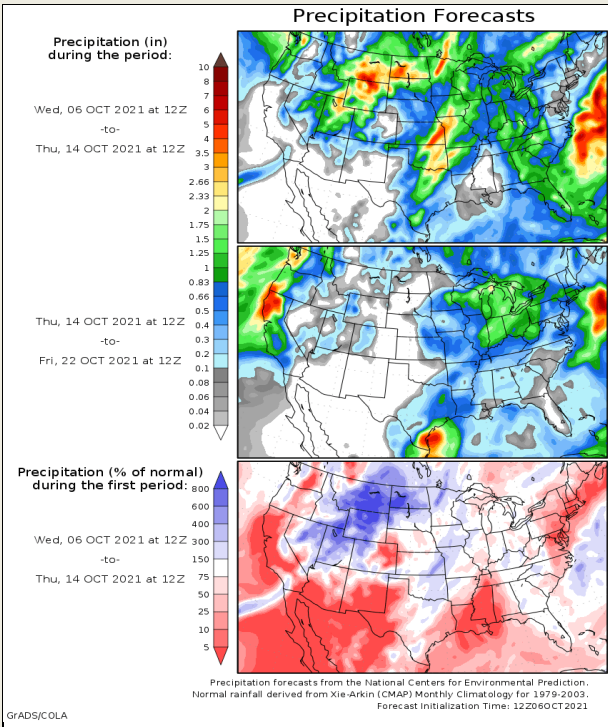 Precipitation Forecasts
Precipitation (in)
during the period:
Wed, 06 OCT 2021 at 12Z
-to-
Thu, 14 OCT 2021 at 12Z
10
8
7
6
5
4
3.5
3
2.66
2.33
2
1.75
1.5
1.25
1
0.83
0.66
0.5
0.4
0.3
0.2
0.1
0.08
0.06
0.04
0.02
Thu, 14 OCT 2021 at 12Z
-to-
Fri, 22 OCT 2021 at 12Z
Precipitation (% of normal)
during the first period:
Wed, 06 OCT 2021 at 12Z
-to-
Thu, 14 OCT 2021 at 12Z
800
600
400
300
150
75
50
25
10
5
Precipitation forecasts from the National Centers for Environmental Prediction.
Normal rainfall derived from Xie-Arkin (CMAP) Monthly Climatology for 1979-2003.
Forecast Initialization Time: 12Z06OCT2021
GrADS/COLA